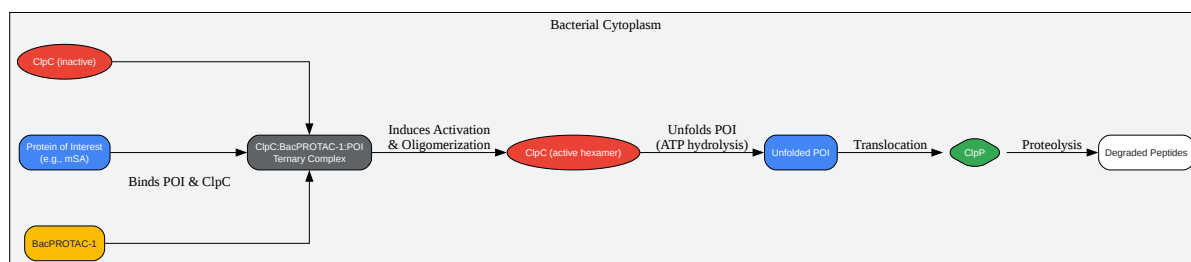 Bacterial Cytoplasm
ClpC (inactive)
Protein of Interest
(e.g., mSA)
Binds POI & ClpC
BacPROTAC-1
ClpC:BacPROTAC-1:POI
Ternary Complex
Induces Activation
& Oligomerization
ClpC (active hexamer)
Unfolds POI
(ATP hydrolysis)
Unfolded POI
Translocation
ClpP
Proteolysis
Degraded Peptides